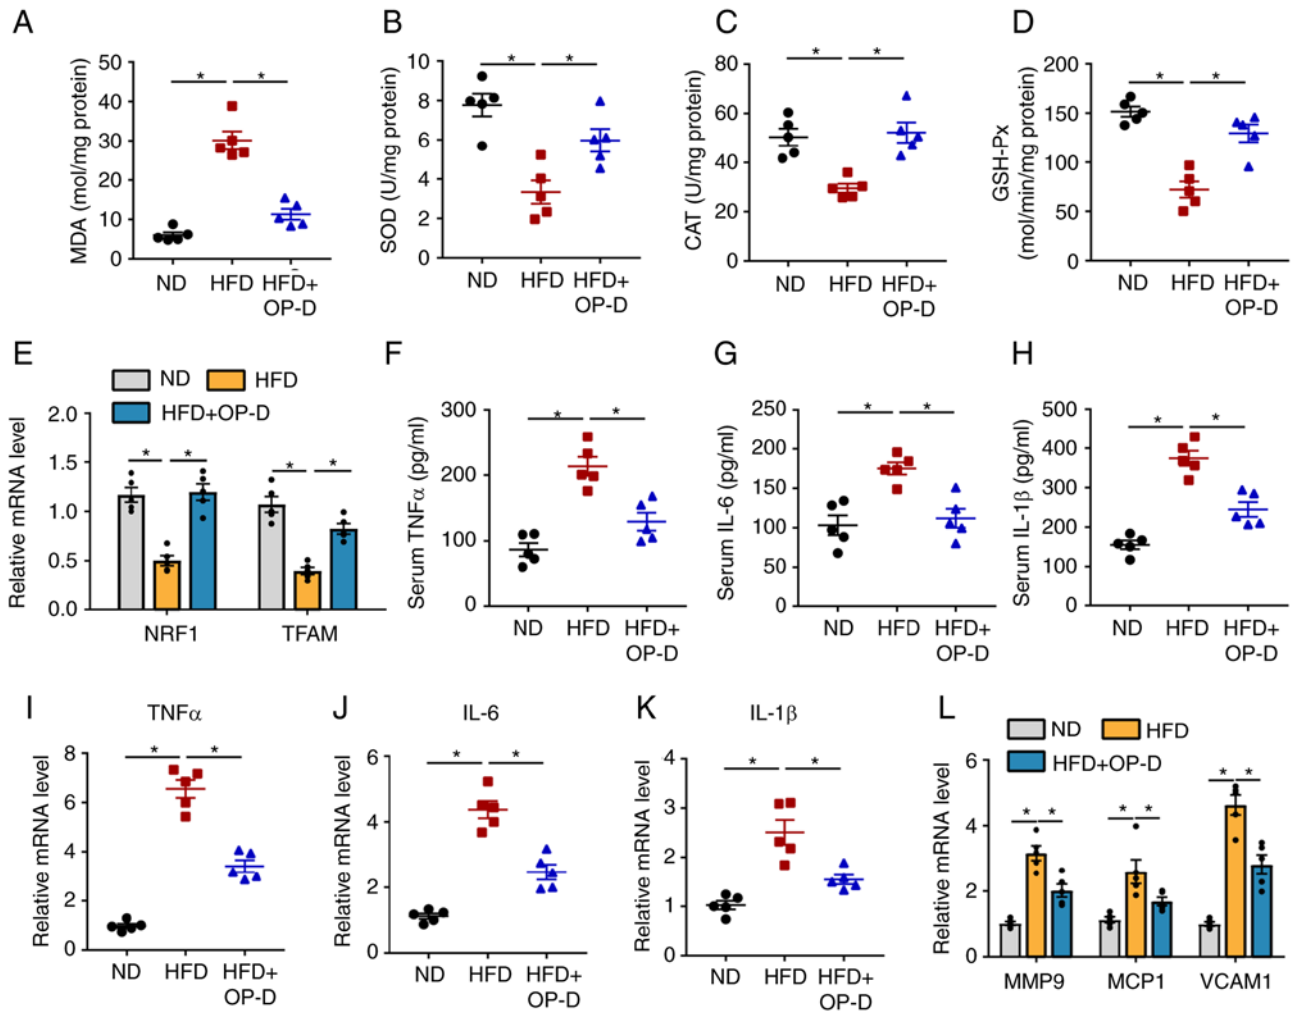 A
MDA (mol/mg protein)
50
40
30
20
10
0
* *
ND HFD HFD+
OP-D
B
SOD (U/mg protein)
10
8
6
4
2
0
* *
ND HFD HFD+
OP-D
C
CAT (U/mg protein)
80
60
40
20
0
* *
ND HFD HFD+
OP-D
D
GSH-Px
(mol/min/mg protein)
200
150
100
50
0
* *
ND HFD HFD+
OP-D
E
ND HFD
HFD+OP-D
Relative mRNA level
2.0
1.5
1.0
0.5
0.0
* * * *
NRF1 TFAM
F
Serum TNFα (pg/ml)
300
200
100
0
* *
ND HFD HFD+
OP-D
G
Serum IL-6 (pg/ml)
250
200
150
100
50
0
* *
ND HFD HFD+
OP-D
H
Serum IL-1β (pg/ml)
500
400
300
200
100
0
* *
ND HFD HFD+
OP-D
I
TNFα
Relative mRNA level
8
6
4
2
0
* *
ND HFD HFD+
OP-D
J
IL-6
Relative mRNA level
6
4
2
0
* *
ND HFD HFD+
OP-D
K
IL-1β
Relative mRNA level
4
3
2
1
0
* *
ND HFD HFD+
OP-D
L
ND HFD
HFD+OP-D
Relative mRNA level
6
4
2
0
* * * * * *
MMP9 MCP1 VCAM1